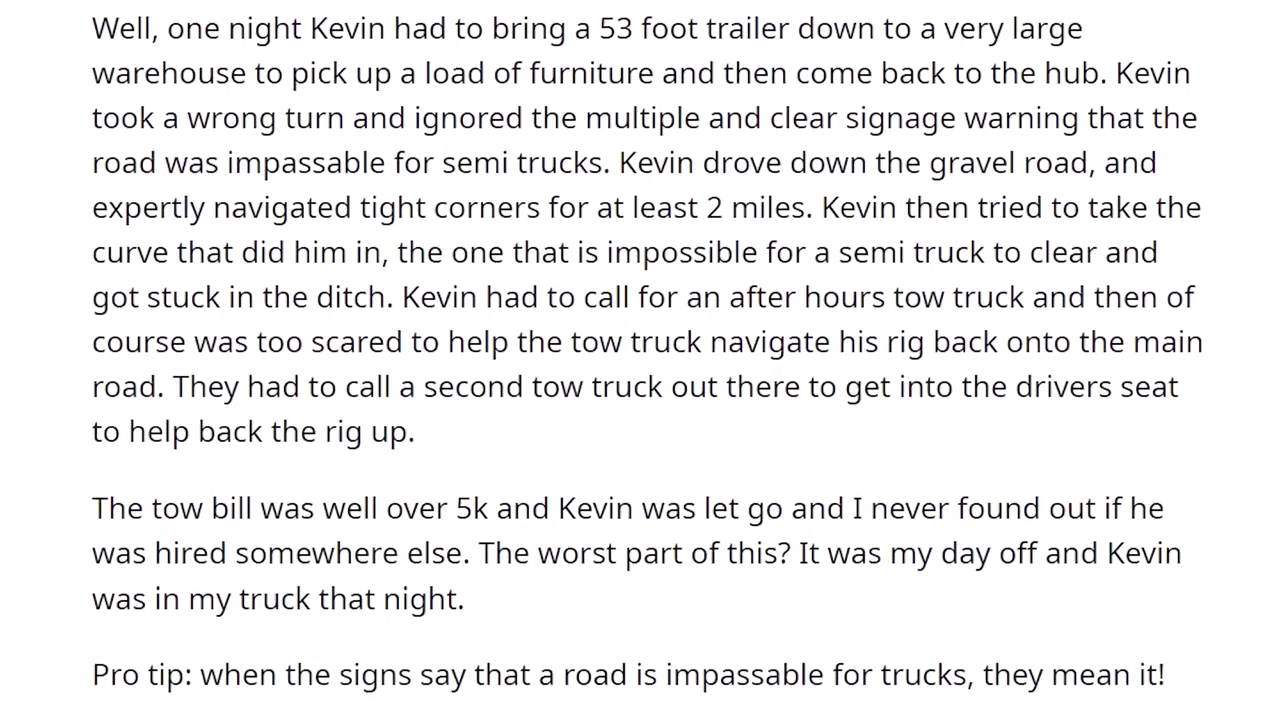 Well, one night Kevin had to bring a 53 foot trailer down to a very large
warehouse to pick up a load of furniture and then come back to the hub. Kevin
took a wrong turn and ignored the multiple and clear signage warning that the
road was impassable for semi trucks. Kevin drove down the gravel road, and
expertly navigated tight corners for at least 2 miles. Kevin then tried to take the
curve that did him in, the one that is impossible for a semi truck to clear and
got stuck in the ditch. Kevin had to call for an after hours tow truck and then of
course was too scared to help the tow truck navigate his rig back onto the main
road. They had to call a second tow truck out there to get into the drivers seat
to help back the rig up.
The tow bill was well over 5k and Kevin was let go and I never found out if he
was hired somewhere else. The worst part of this? It was my day off and Kevin
was in my truck that night.
Pro tip: when the signs say that a road is impassable for trucks, they mean it!